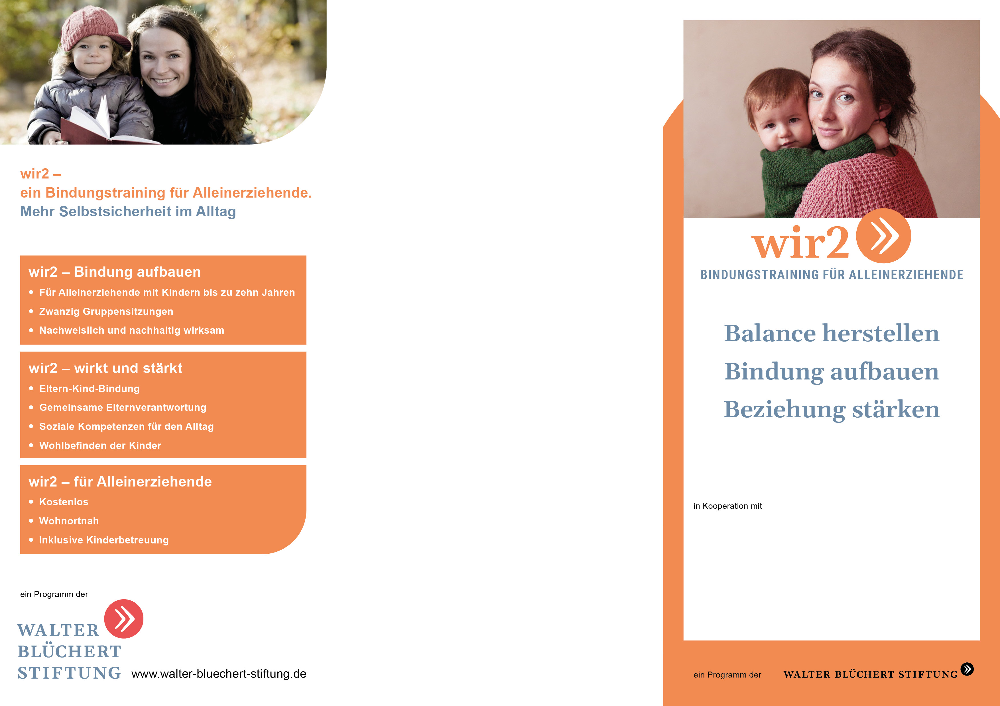 wir2 –
ein Bindungstraining für Alleinerziehende.
Mehr Selbstsicherheit im Alltag
wir2 – Bindung aufbauen
• Für Alleinerziehende mit Kindern bis zu zehn Jahren
• Zwanzig Gruppensitzungen
• Nachweislich und nachhaltig wirksam
wir2 – wirkt und stärkt
• Eltern-Kind-Bindung
• Gemeinsame Elternverantwortung
• Soziale Kompetenzen für den Alltag
• Wohlbefinden der Kinder
wir2 – für Alleinerziehende
• Kostenlos
• Wohnortnah
• Inklusive Kinderbetreuung
ein Programm der
WALTER
BLÜCHERT
STIFTUNG
www.walter-bluechert-stiftung.de
wir2
BINDUNGSTRAINING FÜR ALLEINERZIEHENDE
Balance herstellen
Bindung aufbauen
Beziehung stärken
in Kooperation mit
ein Programm der WALTER BLÜCHERT STIFTUNG